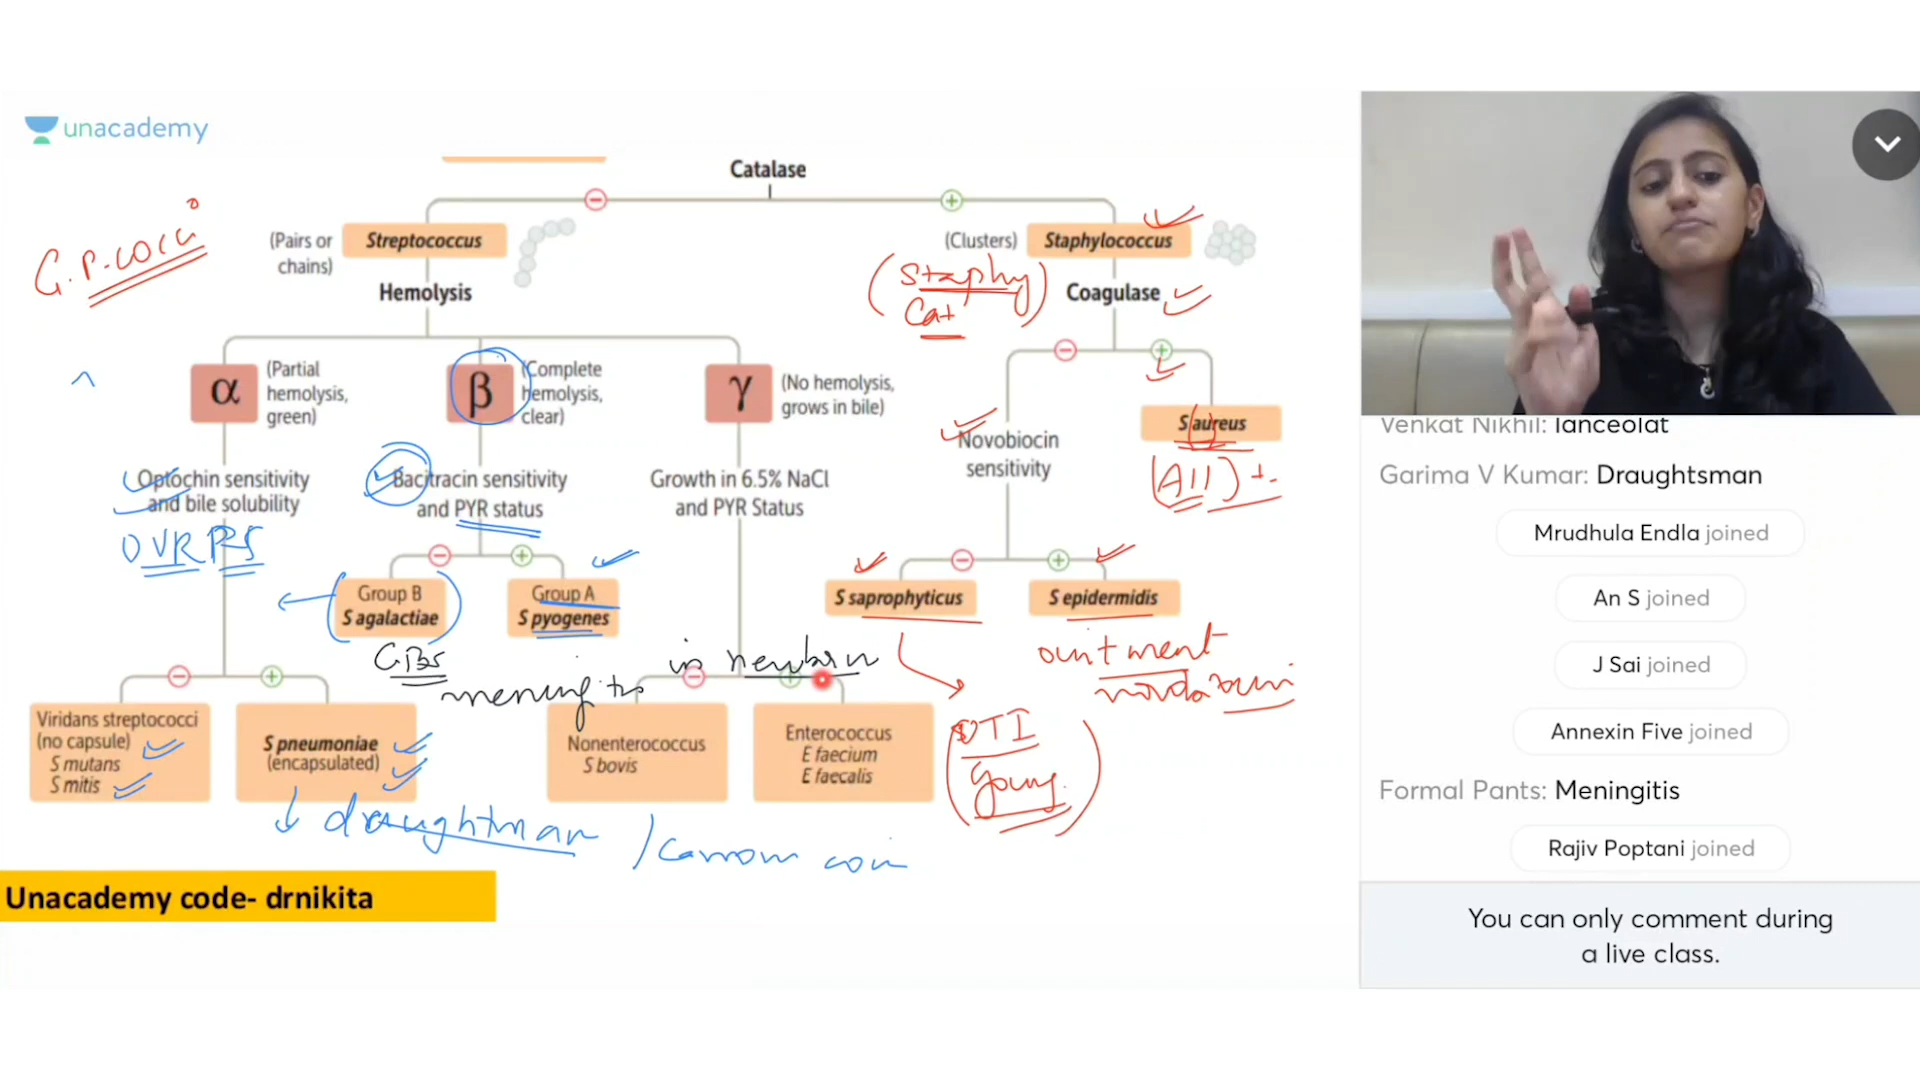 unacademy
Catalase
G.P.cocci
(Pairs or
chains)
Streptococcus
(Clusters)
Staphylococcus
(Staphy)
Cat
Hemolysis
Coagulase
α
(Partial
hemolysis,
green)
β
(Complete
hemolysis,
clear)
γ
(No hemolysis,
grows in bile)
S aureus
(All) +
Novobiocin
sensitivity
Optochin sensitivity
and bile solubility
OVRPS
Bacitracin sensitivity
and PYR status
Growth in 6.5% NaCl
and PYR Status
Group B
S agalactiae
Group A
S pyogenes
S saprophyticus
S epidermidis
GBS
in newborn
ointment
UTI
young
Viridans streptococci
(no capsule)
S mutans
S mitis
S pneumoniae
(encapsulated)
Nonenterococcus
S bovis
Enterococcus
E faecium
E faecalis
draughtman
/carrom coin
Unacademy code- drnikita
Venkat Nikhil: lanceolat
Garima V Kumar: Draughtsman
Mrudhula Endla joined
An S joined
J Sai joined
Annexin Five joined
Formal Pants: Meningitis
Rajiv Poptani joined
You can only comment during
a live class.